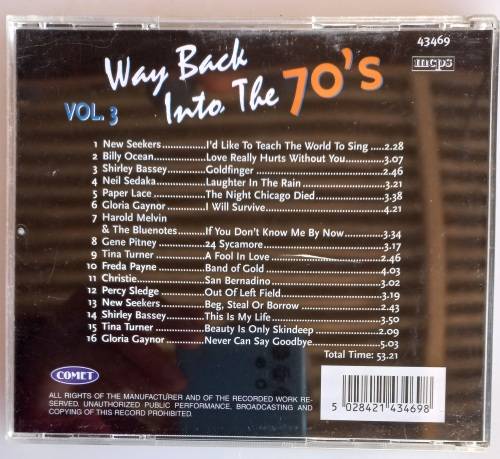 43469
mcps
Way Back
Into The 70's
VOL. 3
1 New Seekers............I'd Like To Teach The World To Sing ....2.28
2 Billy Ocean..............Love Really Hurts Without You............3.07
3 Shirley Bassey..........Goldfinger ........................................2.46
4 Neil Sedaka..............Laughter In The Rain .........................3.21
5 Paper Lace...............The Night Chicago Died....................3.38
6 Gloria Gaynor..........I Will Survive ....................................4.21
7 Harold Melvin
& The Bluenotes......If You Don't Know Me By Now ..........3.34
8 Gene Pitney..............24 Sycamore .....................................3.17
9 Tina Turner..............A Fool In Love ..................................2.46
10 Freda Payne.............Band of Gold ...................................4.03
11 Christie....................San Bernadino .................................3.02
12 Percy Sledge............Out Of Left Field ..............................3.19
13 New Seekers............Beg, Steal Or Borrow ........................2.43
14 Shirley Bassey .........This Is My Life..................................3.50
15 Tina Turner..............Beauty Is Only Skindeep ...................2.09
16 Gloria Gaynor..........Never Can Say Goodbye...................5.03
Total Time: 53.21
COMET
ALL RIGHTS OF THE MANUFACTURER AND OF THE RECORDED WORK RE-
SERVED. UNAUTHORIZED PUBLIC PERFORMANCE, BROADCASTING AND
COPYING OF THIS RECORD PROHIBITED.
5 028421 434698